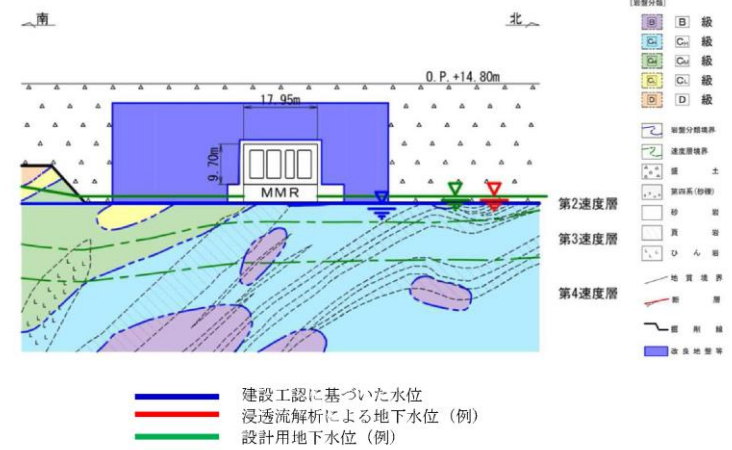 [岩盤分類]
南
北
B B 級
CH CH 級
CM CM 級
CL CL 級
D D 級
O.P.+14.80m
17.95m
9.70m
MMR
岩盤分類境界
速度層境界
盛 土
第四系(砂礫)
砂 岩
頁 岩
ひ ん 岩
地 質 境 界
断 層
掘 削 線
改 良 地 盤 等
第2速度層
第3速度層
第4速度層
建設工認に基づいた水位
浸透流解析による地下水位（例）
設計用地下水位（例）